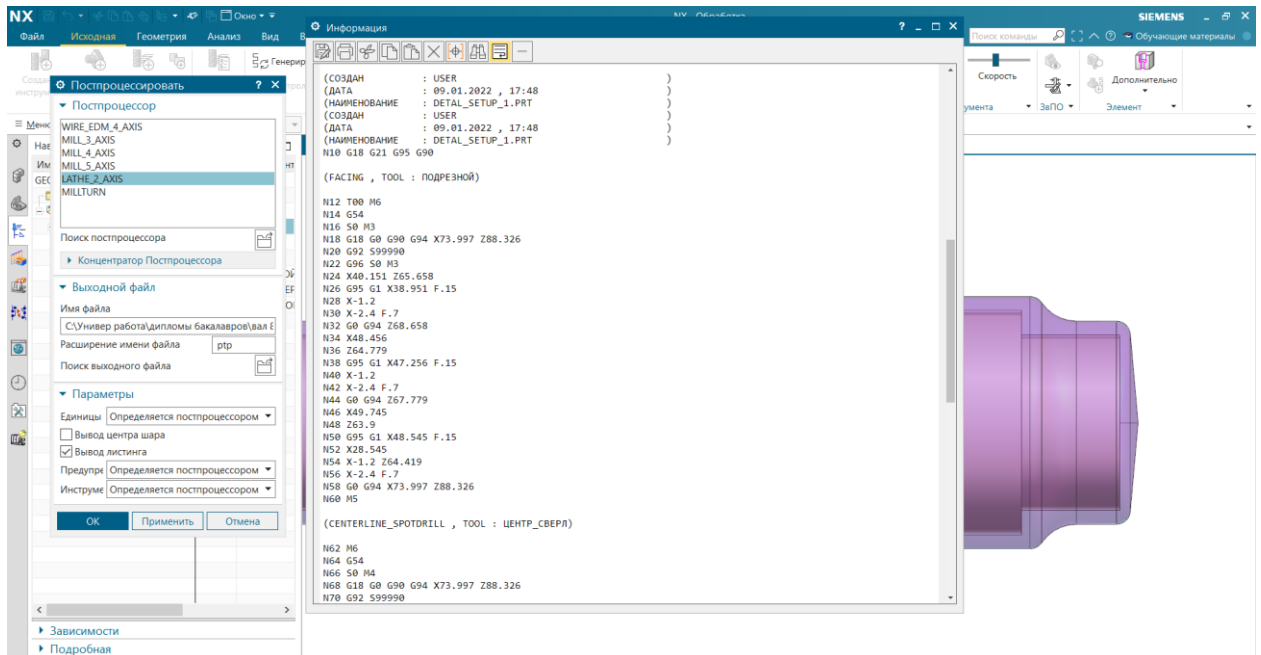 NX
Окно
NX - Обработка
SIEMENS
Файл Исходная Геометрия Анализ Вид
Поиск команды
Обучающие материалы
Генерир
Скорость
Дополнительно
умента
ЗвПО
Элемент
Постпроцессировать
Постпроцессор
WIRE_EDM_4_AXIS
MILL_3_AXIS
MILL_4_AXIS
MILL_5_AXIS
LATHE_2_AXIS
MILLTURN
Поиск постпроцессора
Концентратор Постпроцессора
Выходной файл
Имя файла
C:\Универ работа\дипломы бакалавров\вал Е
Расширение имени файла ptp
Поиск выходного файла
Параметры
Единицы Определяется постпроцессором
Вывод центра шара
Вывод листинга
Предупре Определяется постпроцессором
Инструме Определяется постпроцессором
ОК Применить Отмена
Зависимости
Подробная
Информация
(СОЗДАН : USER )
(ДАТА : 09.01.2022 , 17:48 )
(НАИМЕНОВАНИЕ : DETAL_SETUP_1.PRT )
(СОЗДАН : USER )
(ДАТА : 09.01.2022 , 17:48 )
(НАИМЕНОВАНИЕ : DETAL_SETUP_1.PRT )
N10 G18 G21 G95 G90
(FACING , TOOL : ПОДРЕЗНОЙ)
N12 T00 M6
N14 G54
N16 S0 M3
N18 G18 G0 G90 G94 X73.997 Z88.326
N20 G92 S99990
N22 G96 S0 M3
N24 X40.151 Z65.658
N26 G95 G1 X38.951 F.15
N28 X-1.2
N30 X-2.4 F.7
N32 G0 G94 Z68.658
N34 X48.456
N36 Z64.779
N38 G95 G1 X47.256 F.15
N40 X-1.2
N42 X-2.4 F.7
N44 G0 G94 Z67.779
N46 X49.745
N48 Z63.9
N50 G95 G1 X48.545 F.15
N52 X28.545
N54 X-1.2 Z64.419
N56 X-2.4 F.7
N58 G0 G94 X73.997 Z88.326
N60 M5
(CENTERLINE_SPOTDRILL , TOOL : ЦЕНТР_СВЕРЛ)
N62 M6
N64 G54
N66 S0 M4
N68 G18 G0 G90 G94 X73.997 Z88.326
N70 G92 S99990